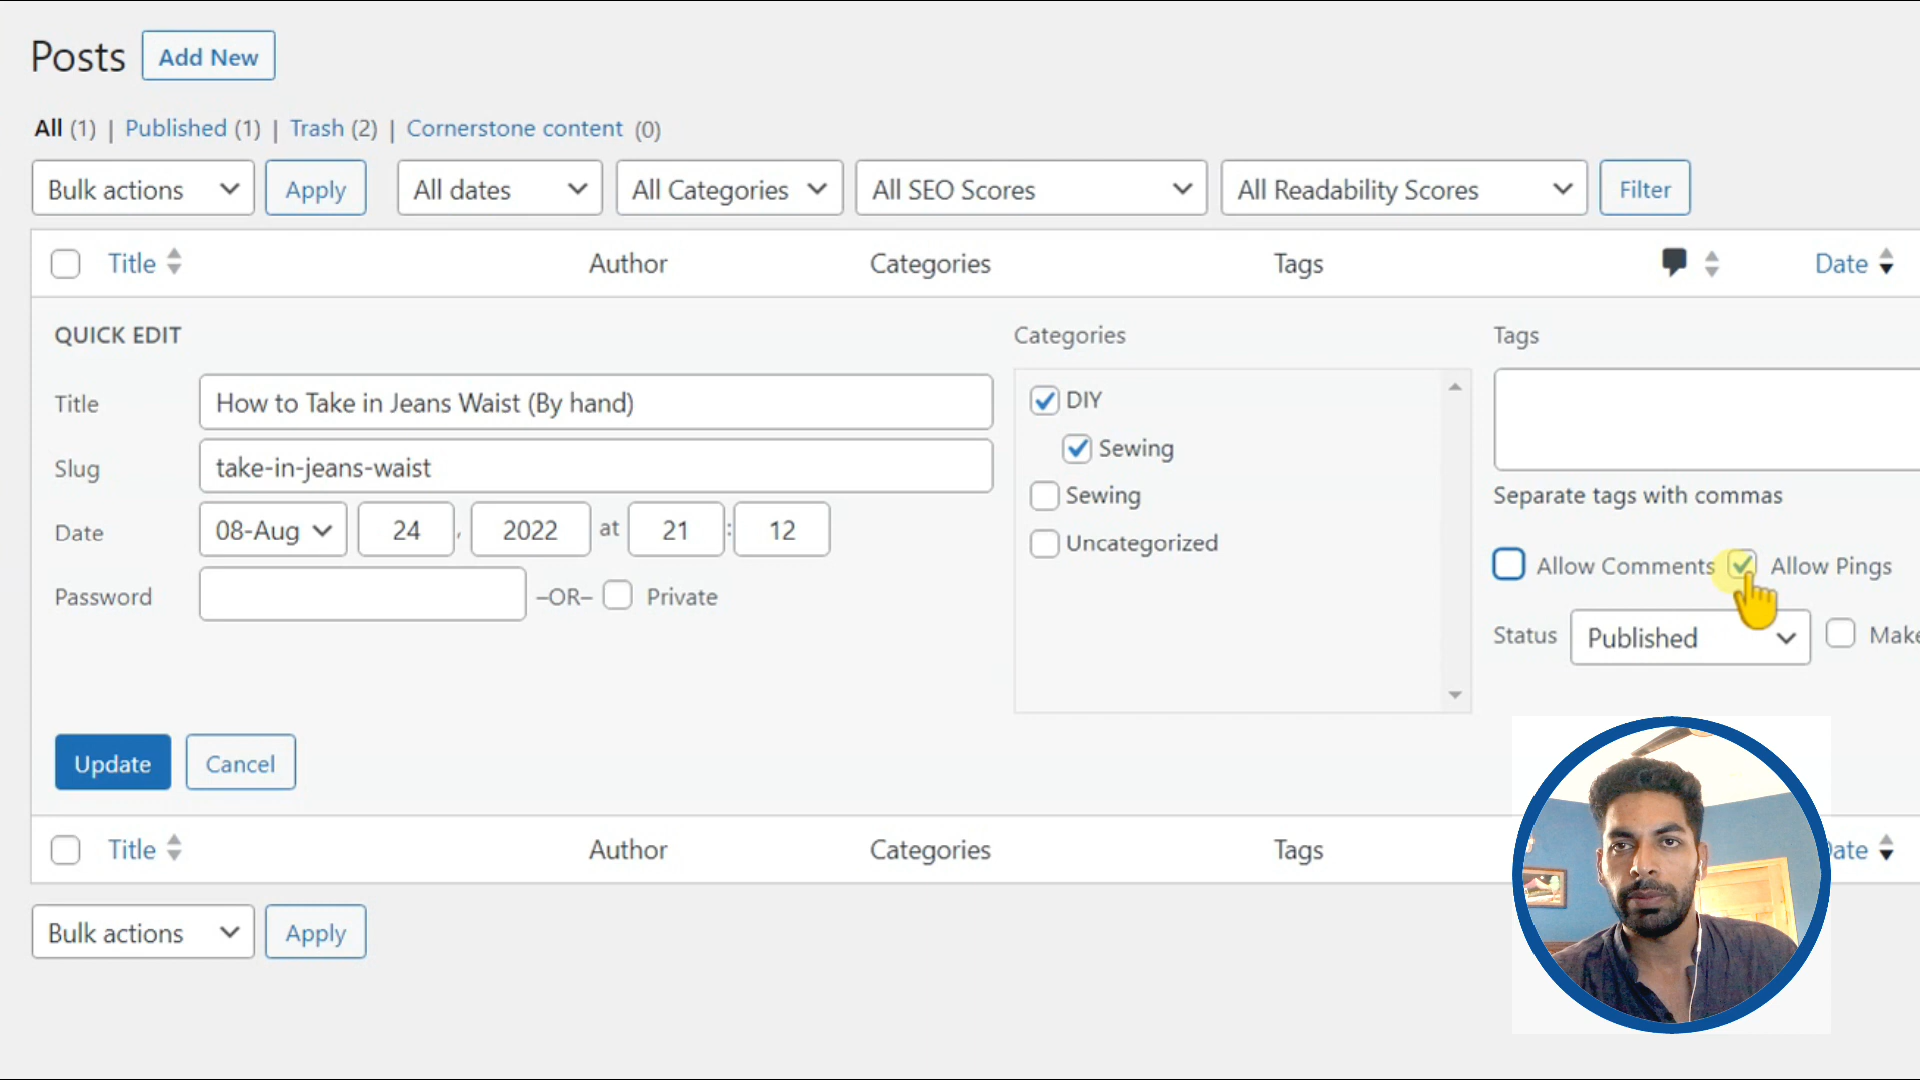 Posts Add New
All (1) | Published (1) | Trash (2) | Cornerstone content (0)
Bulk actions Apply All dates All Categories All SEO Scores All Readability Scores Filter
Title Author Categories Tags Date
QUICK EDIT
Title How to Take in Jeans Waist (By hand)
Slug take-in-jeans-waist
Date 08-Aug 24 , 2022 at 21 : 12
Password –OR– Private
Categories
DIY
Sewing
Sewing
Uncategorized
Tags
Separate tags with commas
Allow Comments Allow Pings
Status Published Make
Update Cancel
Title Author Categories Tags Date
Bulk actions Apply